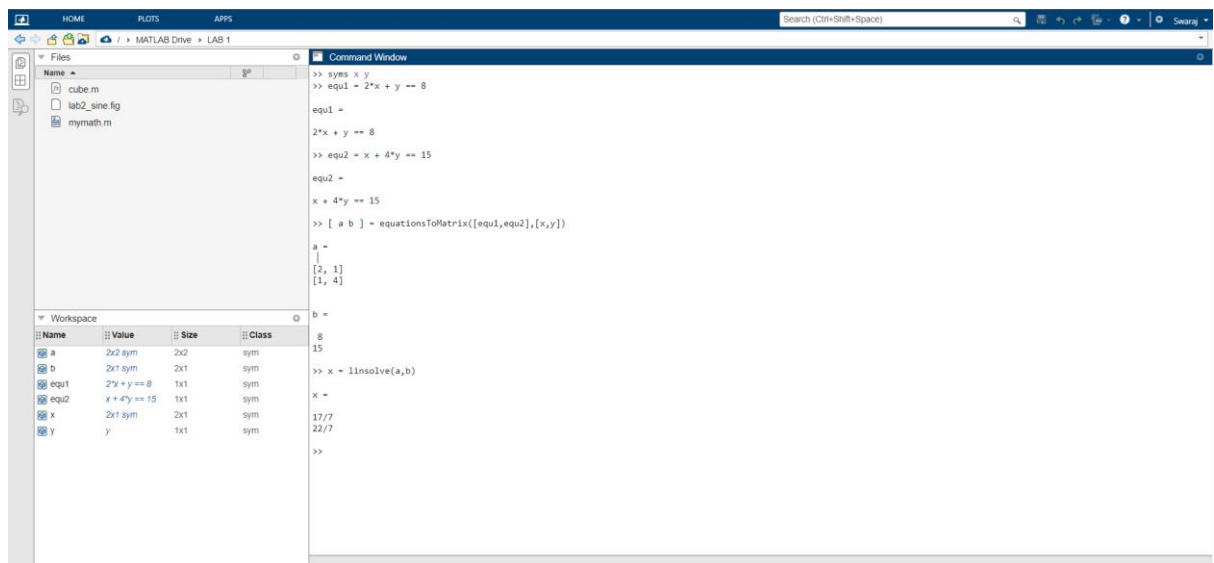 HOME PLOTS APPS Search (Ctrl+Shift+Space) Swaraj
/ MATLAB Drive LAB 1
Files
Name
cube.m
lab2_sine.fig
mymath.m
Workspace
Name Value Size Class
a 2x2 sym 2x2 sym
b 2x1 sym 2x1 sym
equ1 2*x + y == 8 1x1 sym
equ2 x + 4*y == 15 1x1 sym
x 2x1 sym 2x1 sym
y y 1x1 sym
Command Window
>> syms x y
>> equ1 = 2*x + y == 8
equ1 =
2*x + y == 8
>> equ2 = x + 4*y == 15
equ2 =
x + 4*y == 15
>> [ a b ] = equationsToMatrix([equ1,equ2],[x,y])
a =
[2, 1]
[1, 4]
b =
8
15
>> x = linsolve(a,b)
x =
17/7
22/7
>>